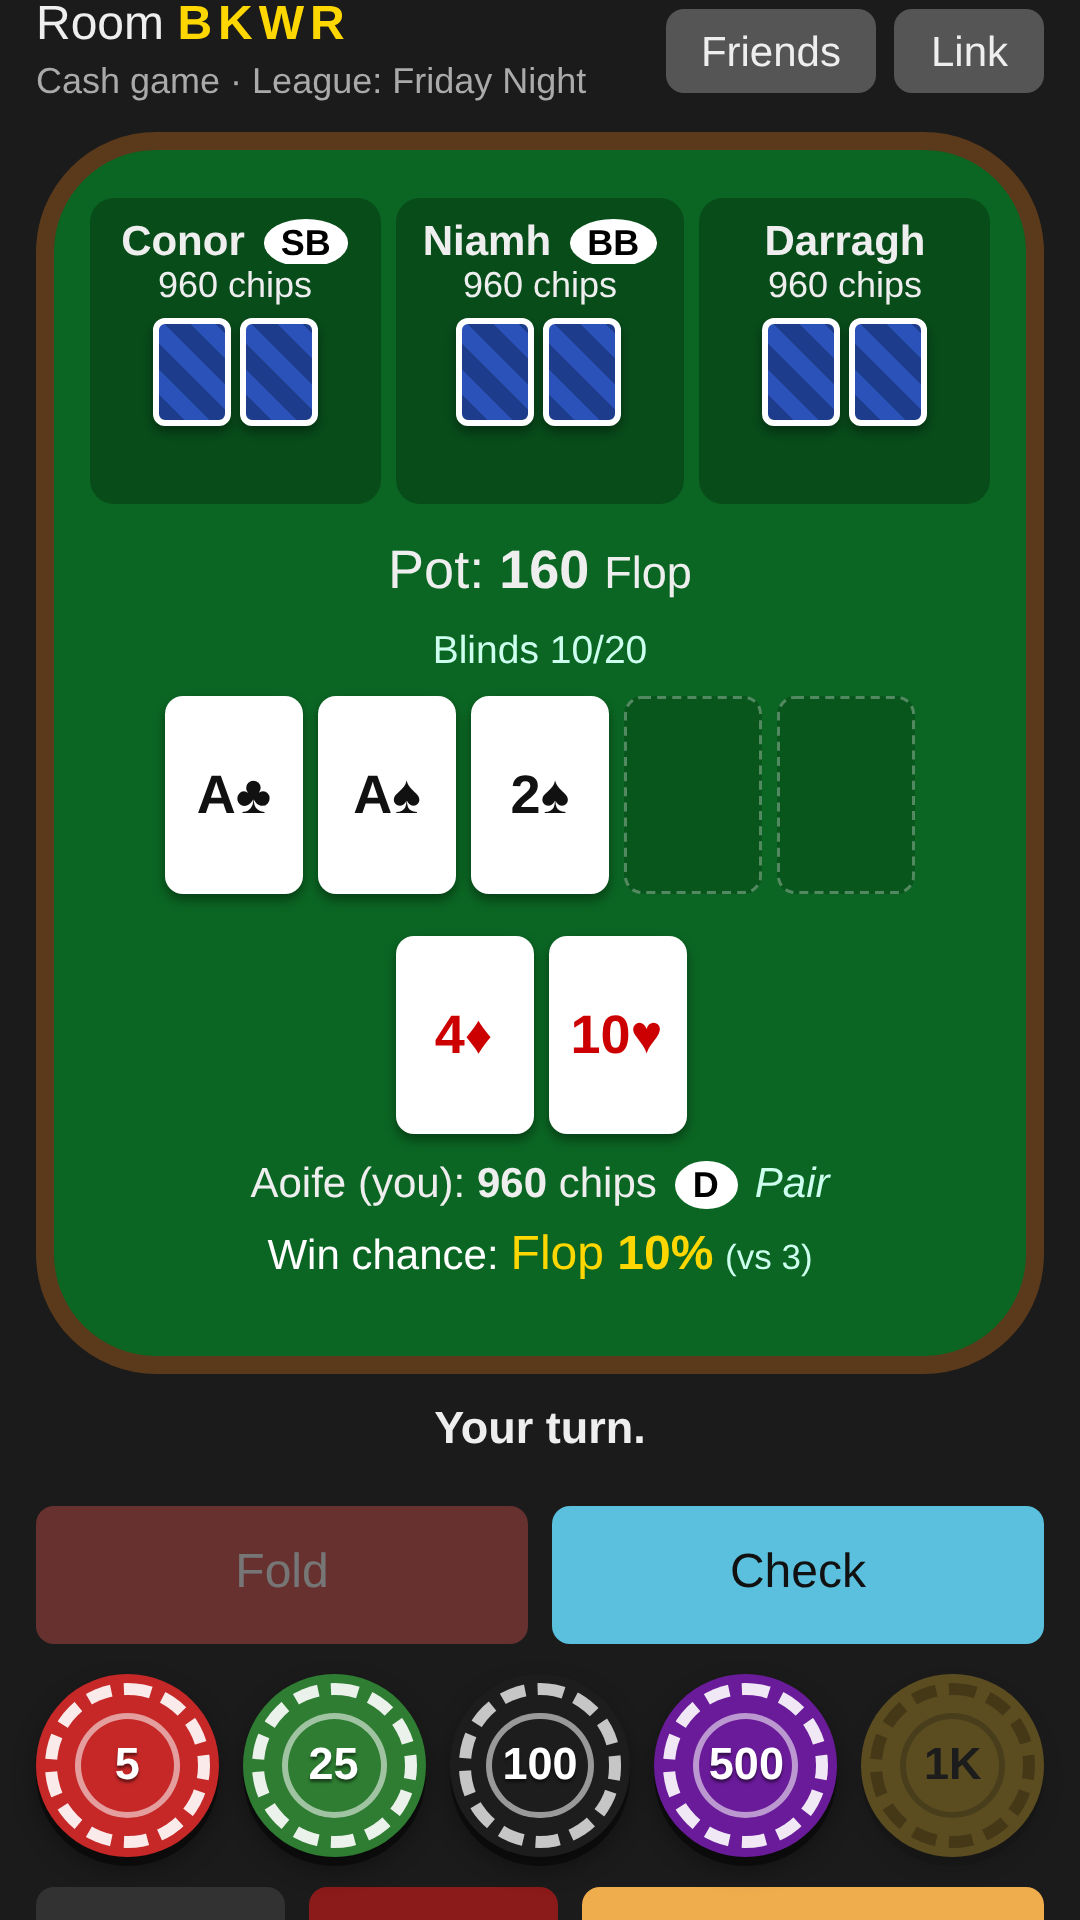 Room BKWR
Cash game · League: Friday Night
Friends
Link
Conor SB
960 chips
Niamh BB
960 chips
Darragh
960 chips
Pot: 160 Flop
Blinds 10/20
A♣
A♠
2♠
4♦
10♥
Aoife (you): 960 chips D Pair
Win chance: Flop 10% (vs 3)
Your turn.
Fold
Check
5
25
100
500
1K